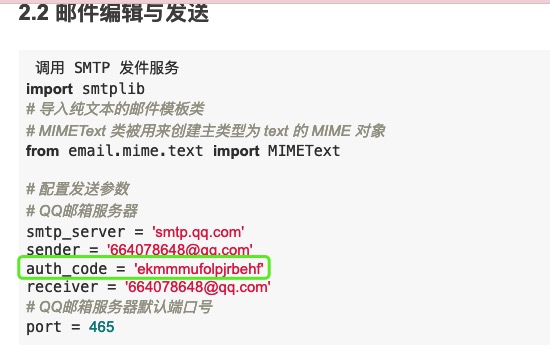 2.2 邮件编辑与发送
调用 SMTP 发件服务
import smtplib
# 导入纯文本的邮件模板类
# MIMEText 类被用来创建主类型为 text 的 MIME 对象
from email.mime.text import MIMEText
# 配置发送参数
# QQ邮箱服务器
smtp_server = 'smtp.qq.com'
sender = '664078648@qq.com'
auth_code = 'ekmmmufolpjrbehf'
receiver = '664078648@qq.com'
# QQ邮箱服务器默认端口号
port = 465